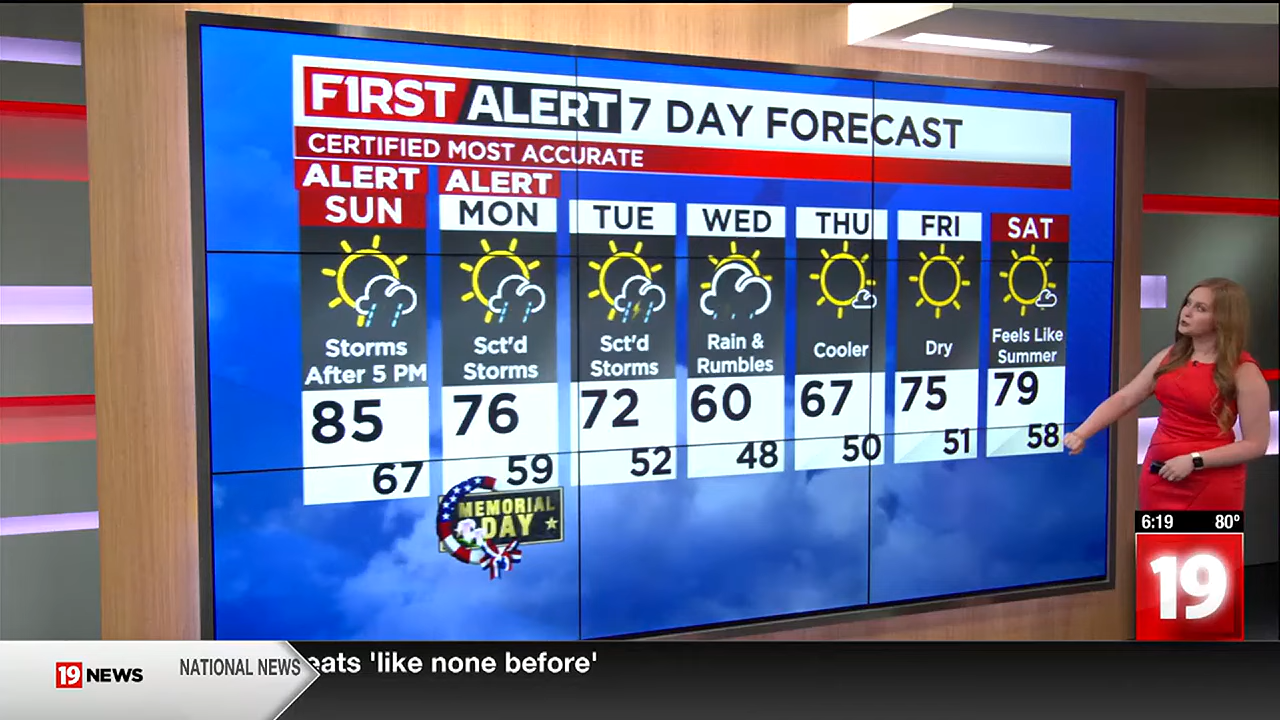 F1RST ALERT 7 DAY FORECAST
CERTIFIED MOST ACCURATE
ALERT ALERT
SUN MON TUE WED THU FRI SAT
Storms After 5 PM
Sct'd Storms
Sct'd Storms
Rain & Rumbles
Cooler
Dry
Feels Like Summer
85 76 72 60 67 75 79
67 59 52 48 50 51 58
MEMORIAL DAY
6:19 80°
19
19 NEWS
NATIONAL NEWS
'like none before'